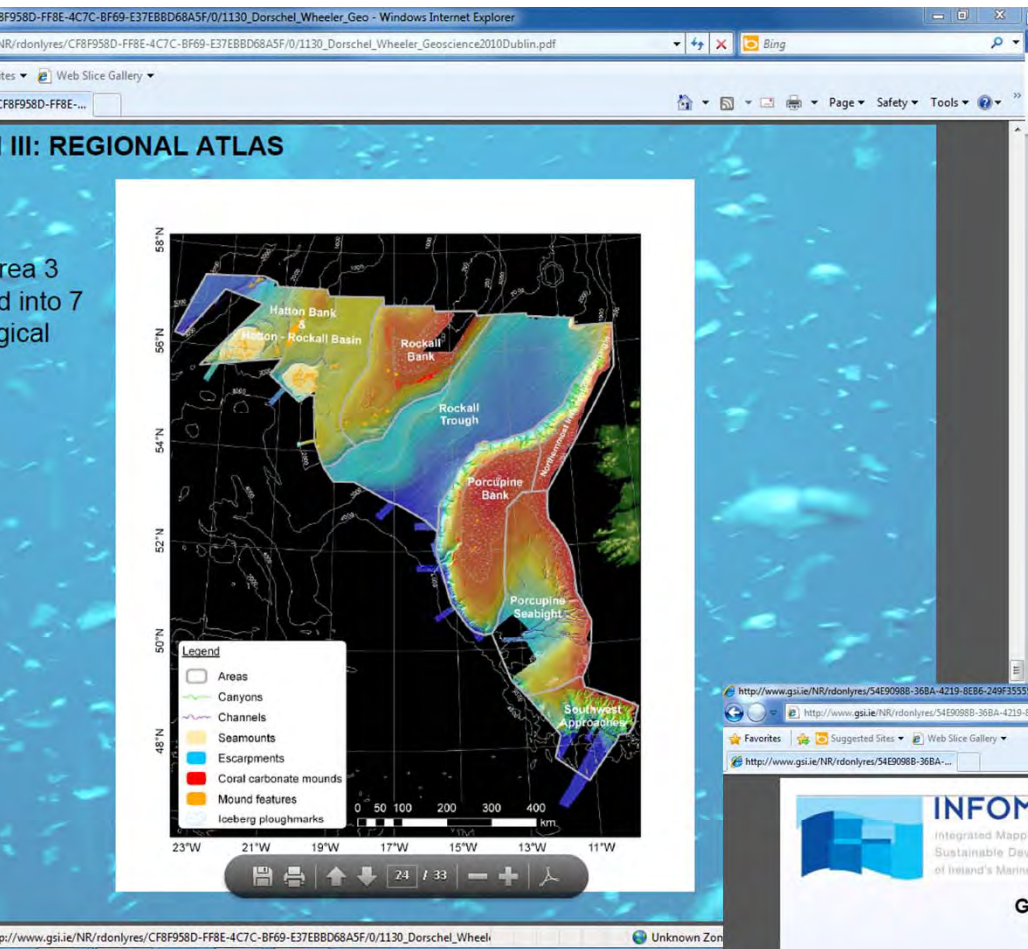 8F958D-FF8E-4C7C-BF69-E37EBBD68A5F/0/1130_Dorschel_Wheeler_Geo - Windows Internet Explorer
NR/rdonlyres/CF8F958D-FF8E-4C7C-BF69-E37EBBD68A5F/0/1130_Dorschel_Wheeler_Geoscience2010Dublin.pdf
Bing
ites Web Slice Gallery
CF8F958D-FF8E-...
Page Safety Tools
III: REGIONAL ATLAS
rea 3
d into 7
gical
58°N
56°N
54°N
52°N
50°N
48°N
Hatton Bank
&
Hatton - Rockall Basin
Rockall
Bank
Rockall
Trough
Porcupine
Bank
Porcupine
Seabight
Southwest
Approaches
Legend
Areas
Canyons
Channels
Seamounts
Escarpments
Coral carbonate mounds
Mound features
Iceberg ploughmarks
0 50 100 200 300 400
km
23°W 21°W 19°W 17°W 15°W 13°W 11°W
24 / 33
p://www.gsi.ie/NR/rdonlyres/CF8F958D-FF8E-4C7C-BF69-E37EBBD68A5F/0/1130_Dorschel_Wheel
Unknown Zon
http://www.gsi.ie/NR/rdonlyres/54E9098B-36BA-4219-8EB6-249F3555
http://www.gsi.ie/NR/rdonlyres/54E9098B-36BA-4219-8
Favorites Suggested Sites Web Slice Gallery
http://www.gsi.ie/NR/rdonlyres/54E9098B-36BA-...
INFOM
Integrated Mapp
Sustainable Dev
of Ireland's Marin
G